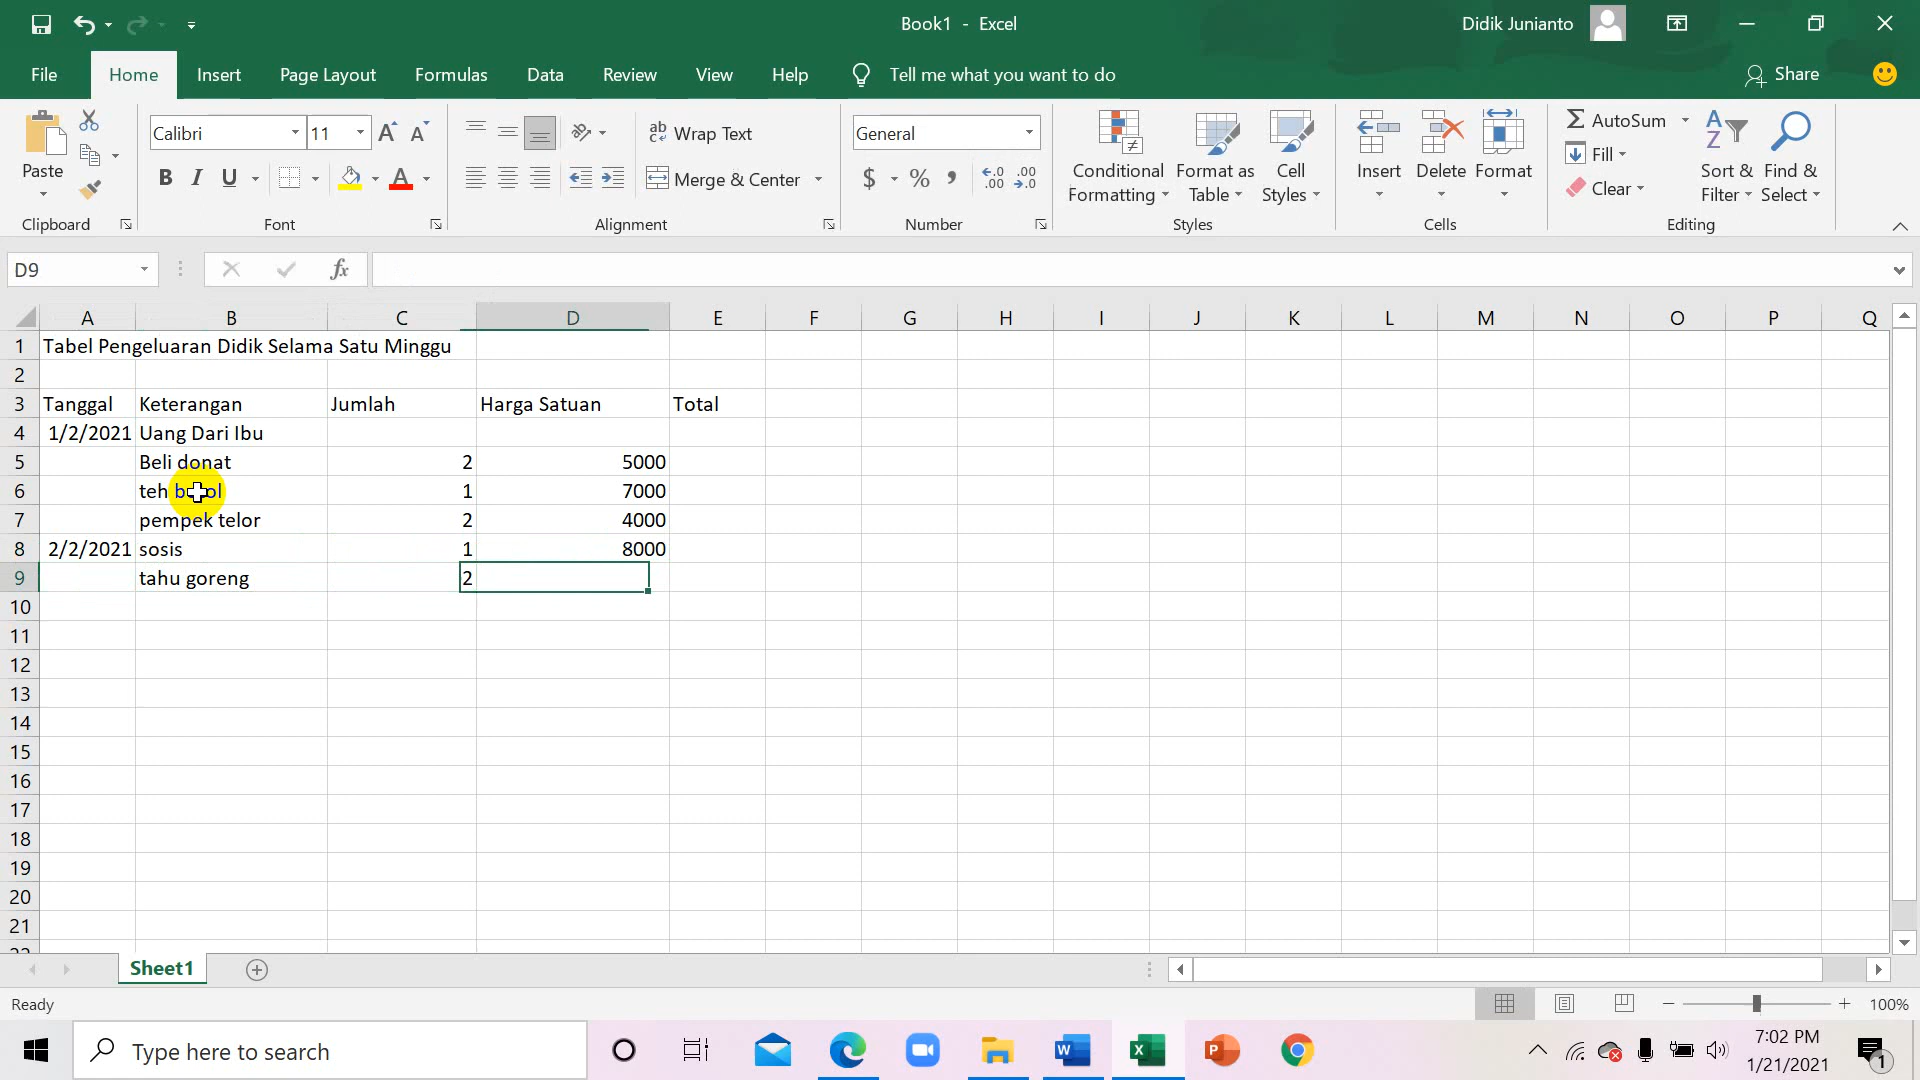 Book1 - Excel
Didik Junianto
File Home Insert Page Layout Formulas Data Review View Help Tell me what you want to do Share
Calibri 11 Wrap Text General AutoSum
Paste B I U Merge & Center $ % Conditional Formatting Format as Table Cell Styles Insert Delete Format Fill Clear Sort & Filter Find & Select
Clipboard Font Alignment Number Styles Cells Editing
D9 fx
A B C D E F G H I J K L M N O P Q
1 Tabel Pengeluaran Didik Selama Satu Minggu
2
3 Tanggal Keterangan Jumlah Harga Satuan Total
4 1/2/2021 Uang Dari Ibu
5 Beli donat 2 5000
6 teh 1 7000
7 pempek telor 2 4000
8 2/2/2021 sosis 1 8000
9 tahu goreng 2
10
11
12
13
14
15
16
17
18
19
20
21
Sheet1
Ready 100%
Type here to search
7:02 PM
1/21/2021
1